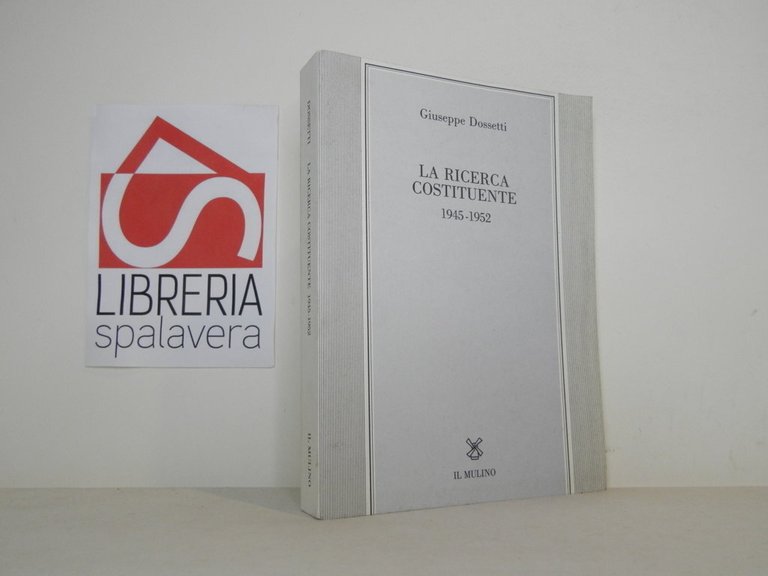 LIBRERIA
spalavera
DOSSETTI LA RICERCA COSTITUENTE 1945-1952 IL MULINO
Giuseppe Dossetti
LA RICERCA
COSTITUENTE
1945-1952
IL MULINO